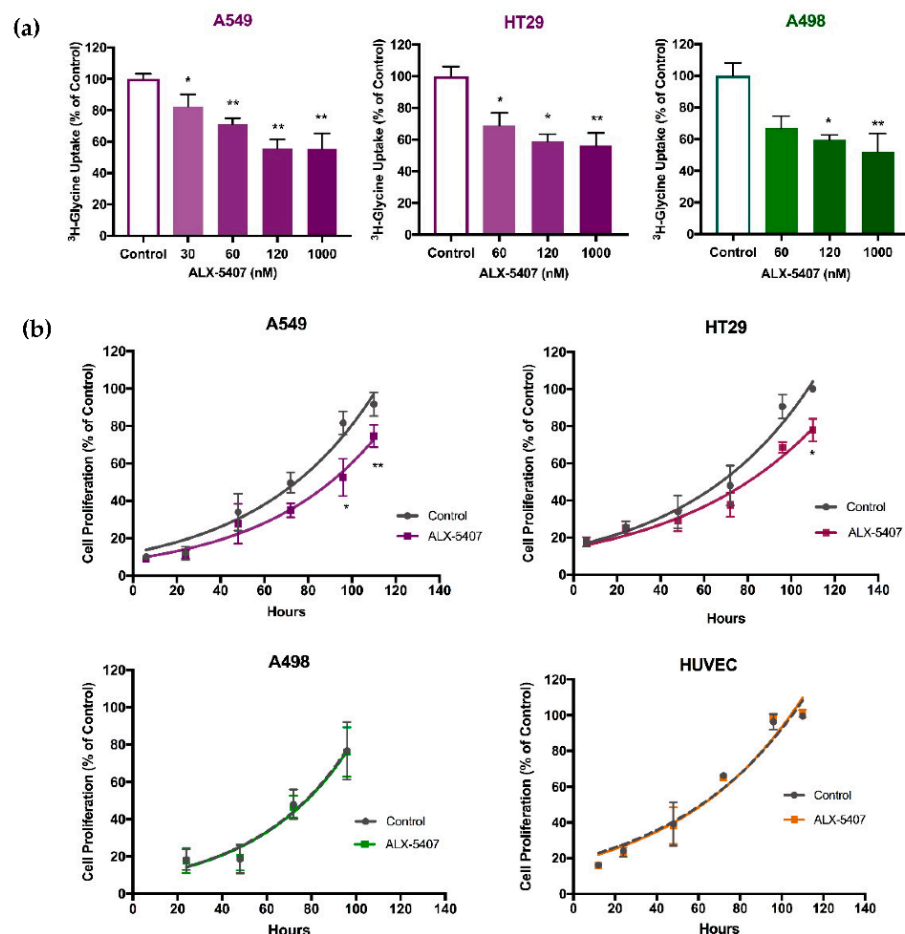 (a)
A549
³H-Glycine Uptake (% of Control)
120
100
80
60
40
20
0
* ** ** **
Control 30 60 120 1000
ALX-5407 (nM)
HT29
³H-Glycine Uptake (% of Control)
120
100
80
60
40
20
0
* * **
Control 60 120 1000
ALX-5407 (nM)
A498
³H-Glycine Uptake (% of Control)
120
100
80
60
40
20
0
* **
Control 60 120 1000
ALX-5407 (nM)
(b)
A549
Cell Proliferation (% of Control)
120
100
80
60
40
20
0
**
*
Control
ALX-5407
0 20 40 60 80 100 120 140
Hours
HT29
Cell Proliferation (% of Control)
120
100
80
60
40
20
0
*
Control
ALX-5407
0 20 40 60 80 100 120 140
Hours
A498
Cell Proliferation (% of Control)
100
80
60
40
20
0
Control
ALX-5407
0 20 40 60 80 100 120 140
Hours
HUVEC
Cell Proliferation (% of Control)
120
100
80
60
40
20
0
Control
ALX-5407
0 20 40 60 80 100 120 140
Hours